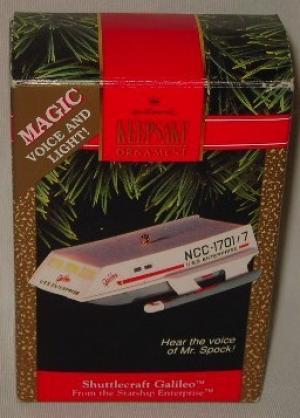 Hallmark
KEEPSAKE
ORNAMENT
MAGIC
VOICE AND
LIGHT!
NCC-1701/7
U.S.S. ENTERPRISE
Galileo
Galileo
U.S.S. ENTERPRISE
Hear the voice
of Mr. Spock!
Shuttlecraft Galileo™
From the Starship Enterprise™